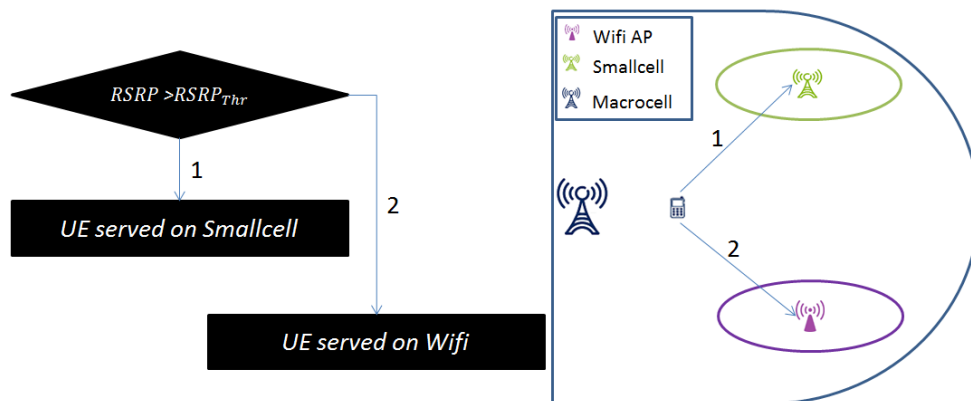 RSRP >RSRP_Thr
1
2
UE served on Smallcell
UE served on Wifi
Wifi AP
Smallcell
Macrocell
1
2